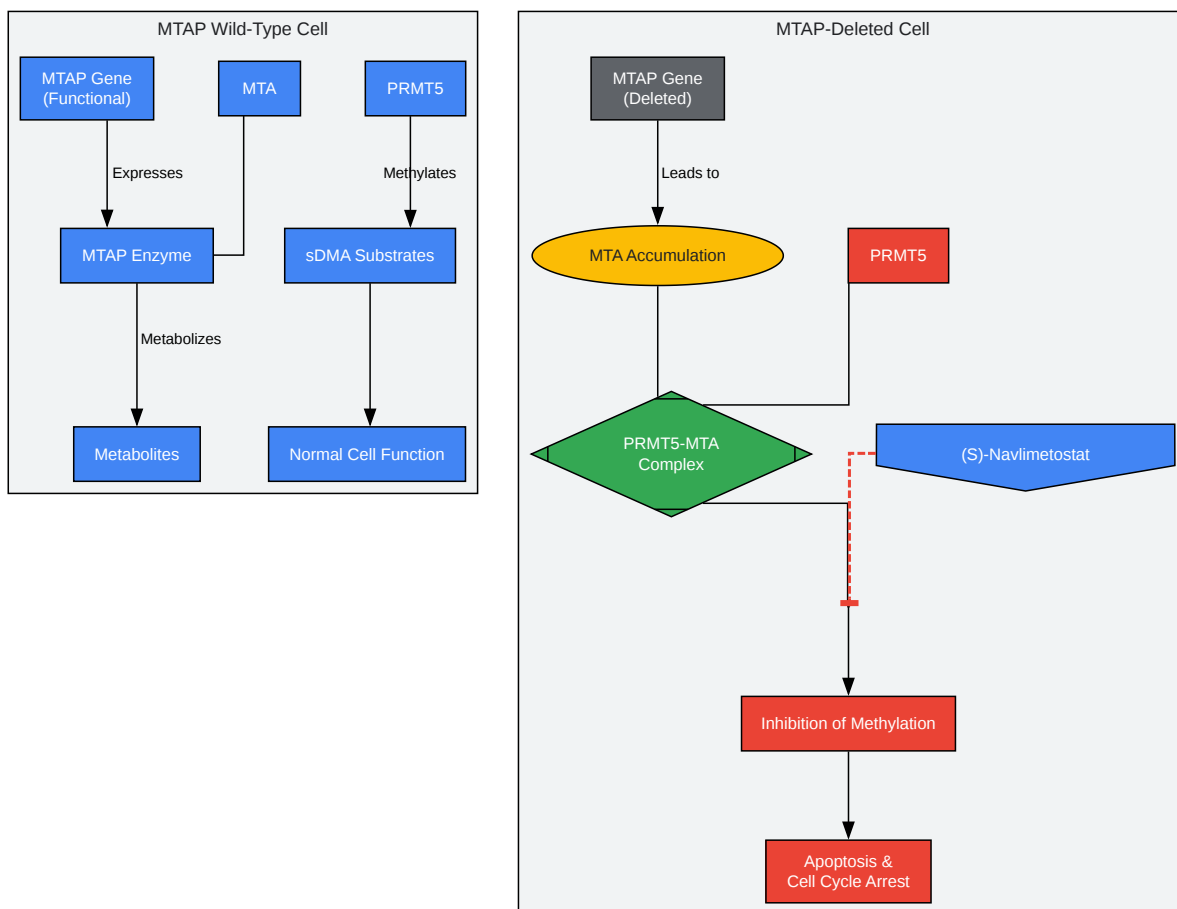 MTAP Wild-Type Cell
MTAP Gene
(Functional)
MTA
PRMT5
Expresses
Methylates
MTAP Enzyme
sDMA Substrates
Metabolizes
Metabolites
Normal Cell Function
MTAP-Deleted Cell
MTAP Gene
(Deleted)
Leads to
MTA Accumulation
PRMT5
PRMT5-MTA
Complex
(S)-Navlimetostat
Inhibition of Methylation
Apoptosis &
Cell Cycle Arrest